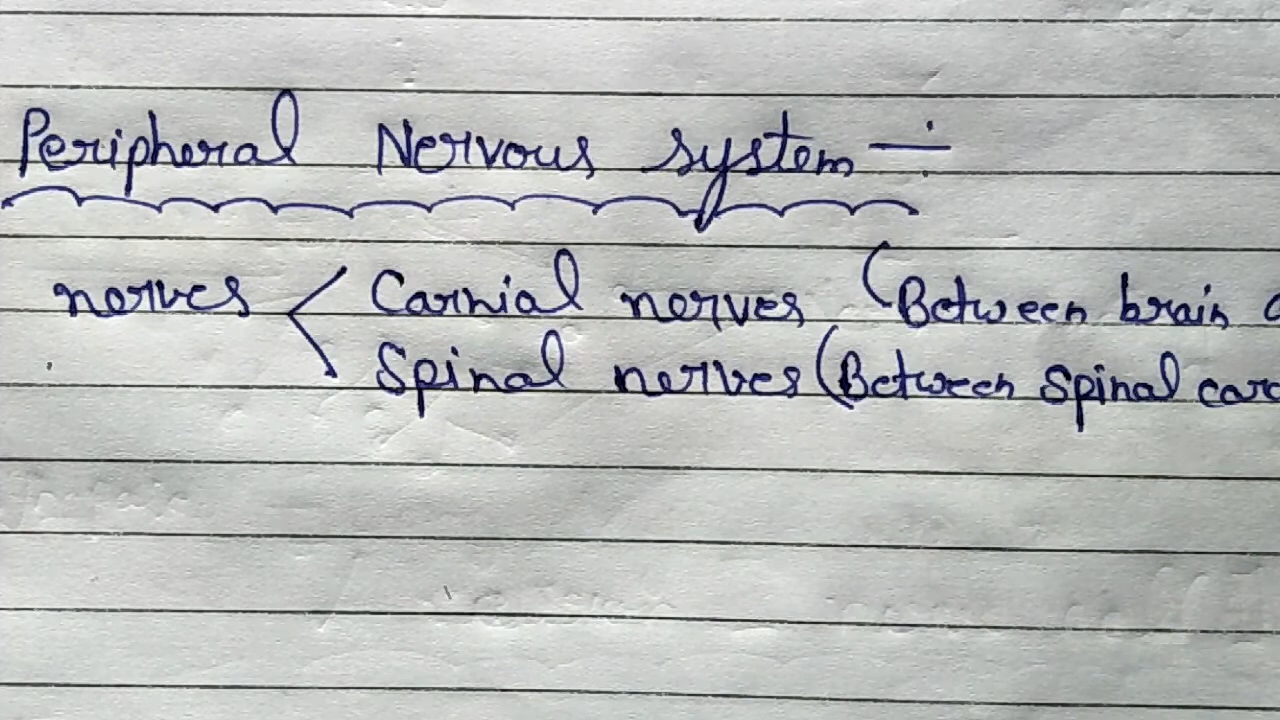 Peripheral Nervous system ÷
nerves < Carnial nerves (Between brain
Spinal nerves (Between spinal